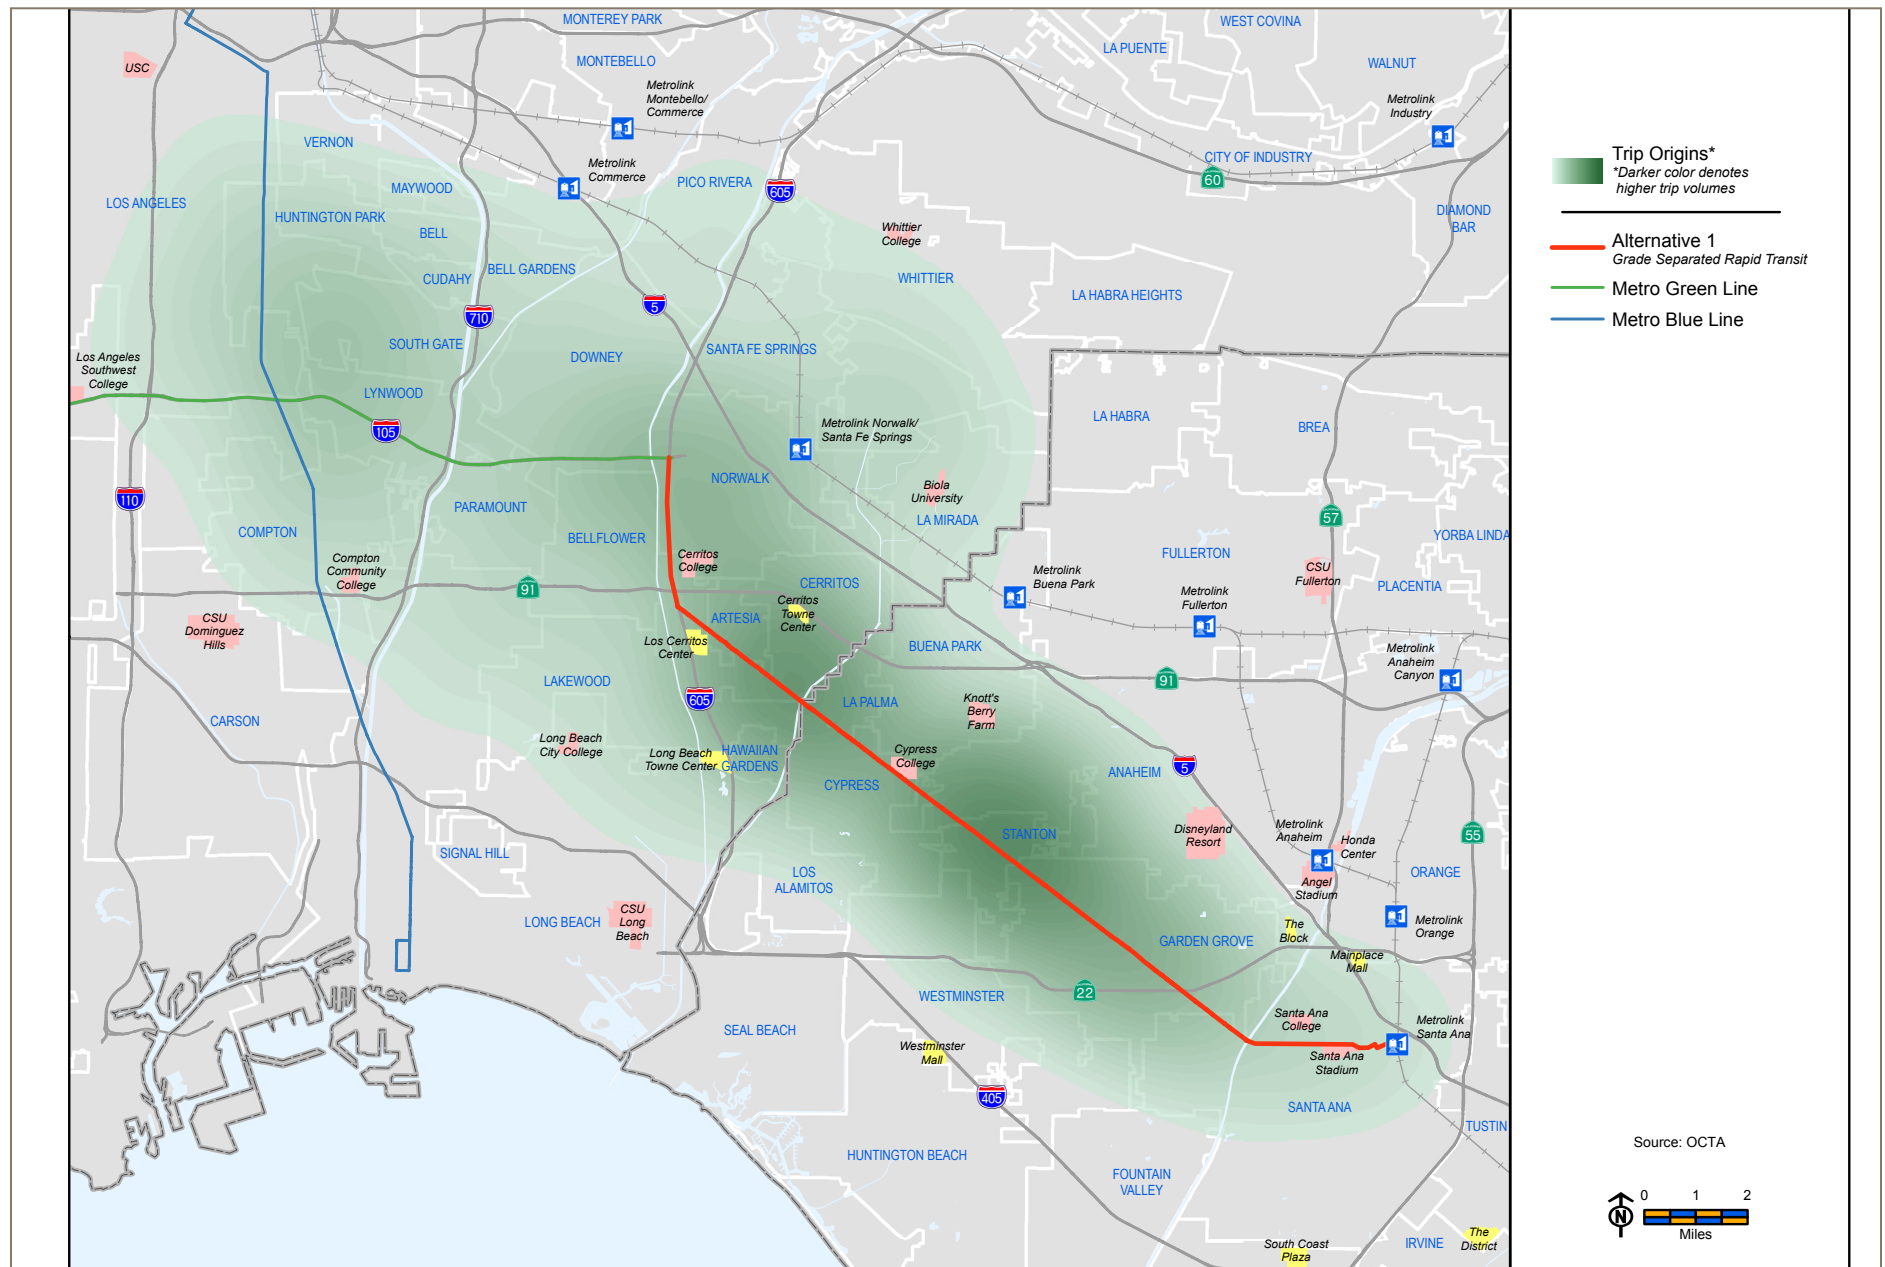 MONTEREY PARK
WEST COVINA
LA PUENTE
MONTEBELLO
WALNUT
USC
Metrolink
Montebello/
Commerce
Metrolink
Industry
VERNON
Metrolink
Commerce
CITY OF INDUSTRY
60
PICO RIVERA
605
MAYWOOD
LOS ANGELES
HUNTINGTON PARK
BELL
Whittier
College
DIAMOND
BAR
BELL GARDENS
CUDAHY
WHITTIER
LA HABRA HEIGHTS
5
710
SOUTH GATE
DOWNEY
SANTA FE SPRINGS
Los Angeles
Southwest
College
LYNWOOD
105
LA HABRA
BREA
Metrolink Norwalk/
Santa Fe Springs
NORWALK
Biola
University
110
PARAMOUNT
LA MIRADA
57
COMPTON
BELLFLOWER
YORBA LINDA
FULLERTON
Compton
Community
College
Cerritos
College
CERRITOS
Metrolink
Buena Park
CSU
Fullerton
PLACENTIA
91
Metrolink
Fullerton
Cerritos
Towne
Center
CSU
Dominguez
Hills
ARTESIA
Los Cerritos
Center
BUENA PARK
Metrolink
Anaheim
Canyon
91
LAKEWOOD
605
LA PALMA
Knott's
Berry
Farm
CARSON
Long Beach
City College
Long Beach
Towne Center
HAWAIIAN
GARDENS
Cypress
College
CYPRESS
ANAHEIM
5
STANTON
Disneyland
Resort
Metrolink
Anaheim
Honda
Center
55
SIGNAL HILL
LOS
ALAMITOS
Angel
Stadium
ORANGE
LONG BEACH
CSU
Long
Beach
The
Block
Metrolink
Orange
GARDEN GROVE
Mainplace
Mall
WESTMINSTER
22
SEAL BEACH
Santa Ana
College
Metrolink
Santa Ana
Westminster
Mall
Santa Ana
Stadium
405
SANTA ANA
TUSTIN
HUNTINGTON BEACH
FOUNTAIN
VALLEY
South Coast
Plaza
IRVINE
The
District
Trip Origins*
*Darker color denotes
higher trip volumes
Alternative 1
Grade Separated Rapid Transit
Metro Green Line
Metro Blue Line
Source: OCTA
N
0 1 2
Miles